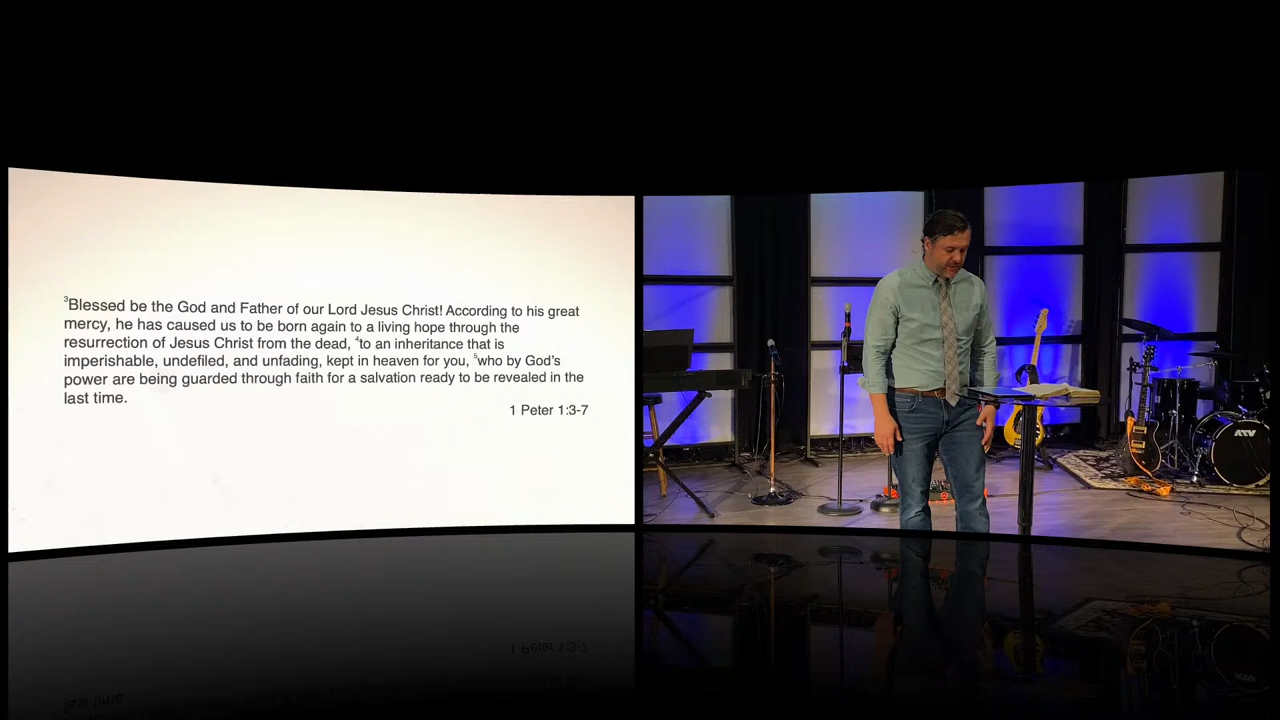 ³Blessed be the God and Father of our Lord Jesus Christ! According to his great
mercy, he has caused us to be born again to a living hope through the
resurrection of Jesus Christ from the dead, ⁴to an inheritance that is
imperishable, undefiled, and unfading, kept in heaven for you, ⁵who by God's
power are being guarded through faith for a salvation ready to be revealed in the
last time.
1 Peter 1:3-7
ATV